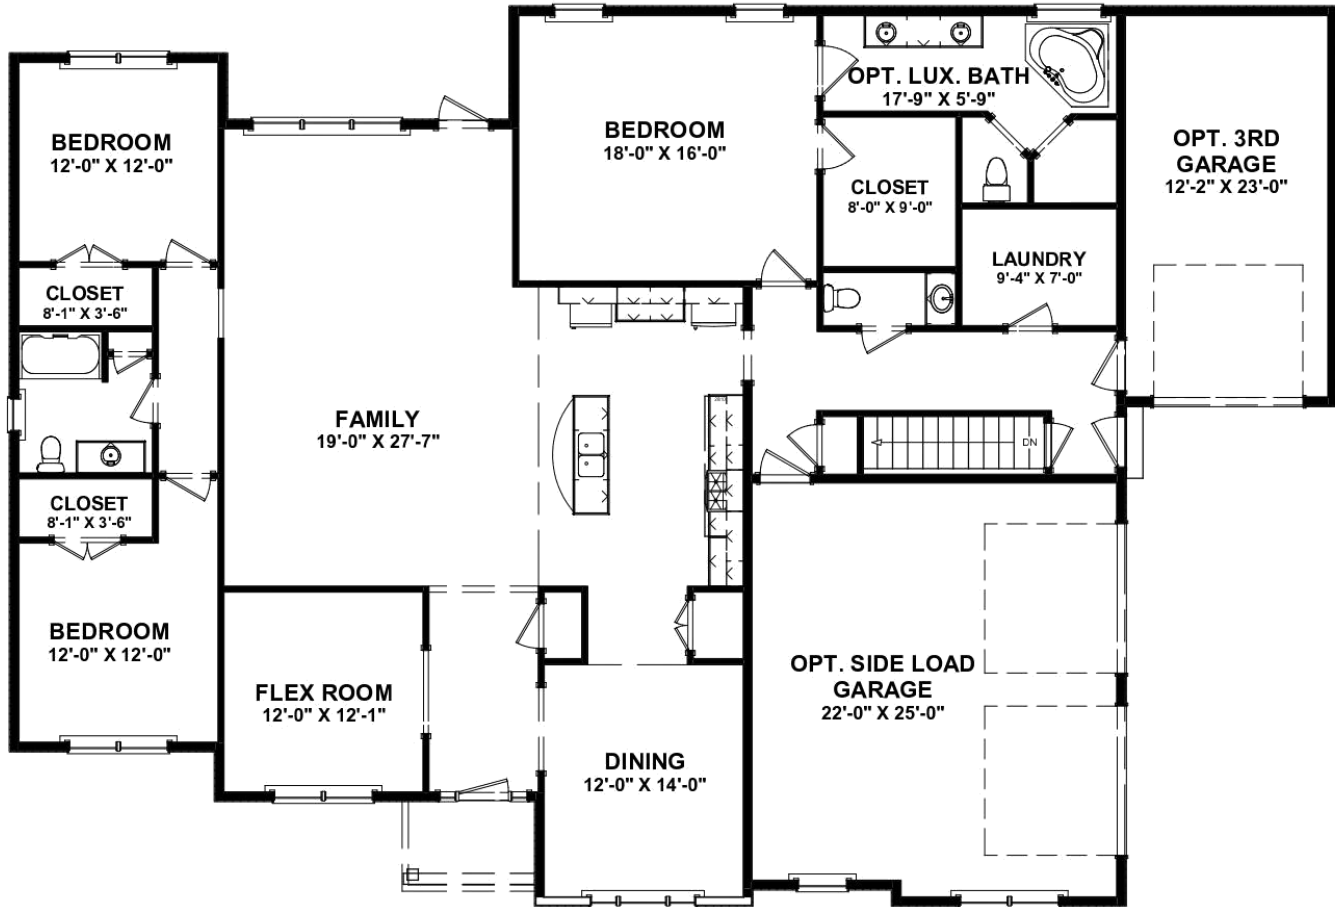 OPT. LUX. BATH
17'-9" X 5'-9"
BEDROOM
12'-0" X 12'-0"
BEDROOM
18'-0" X 16'-0"
OPT. 3RD
GARAGE
12'-2" X 23'-0"
CLOSET
8'-0" X 9'-0"
LAUNDRY
9'-4" X 7'-0"
CLOSET
8'-1" X 3'-6"
FAMILY
19'-0" X 27'-7"
DN
CLOSET
8'-1" X 3'-6"
BEDROOM
12'-0" X 12'-0"
FLEX ROOM
12'-0" X 12'-1"
OPT. SIDE LOAD
GARAGE
22'-0" X 25'-0"
DINING
12'-0" X 14'-0"